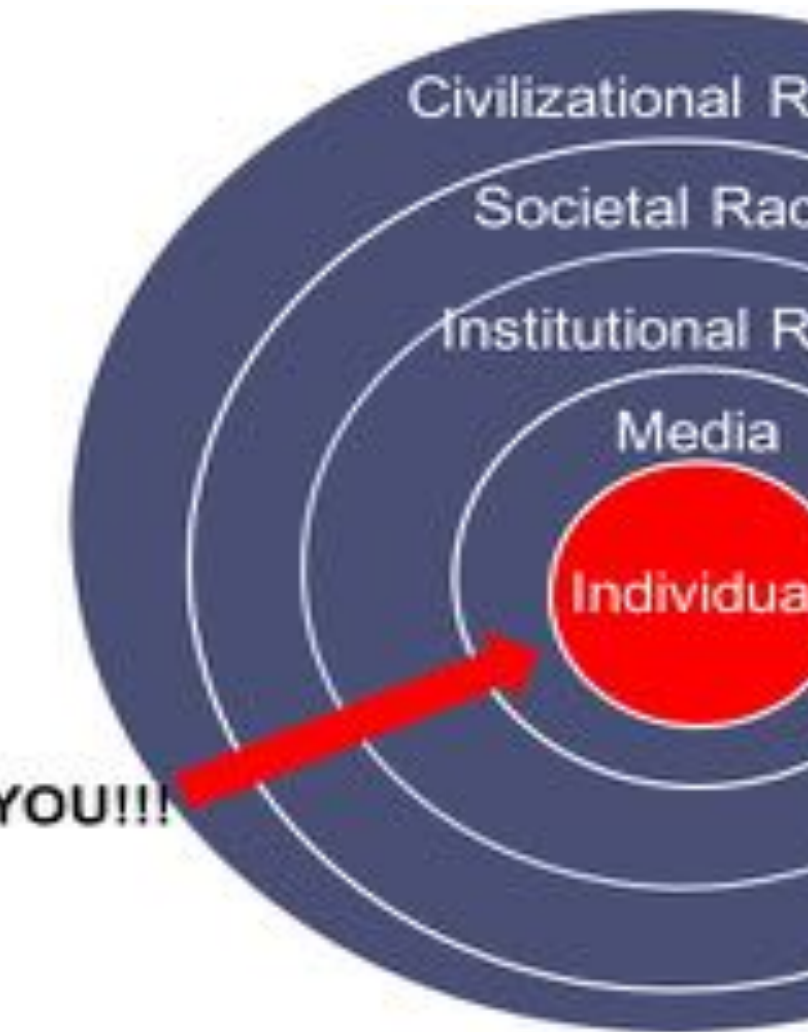 Civilizational R
Societal Rac
Institutional R
Media
Individua
YOU!!!